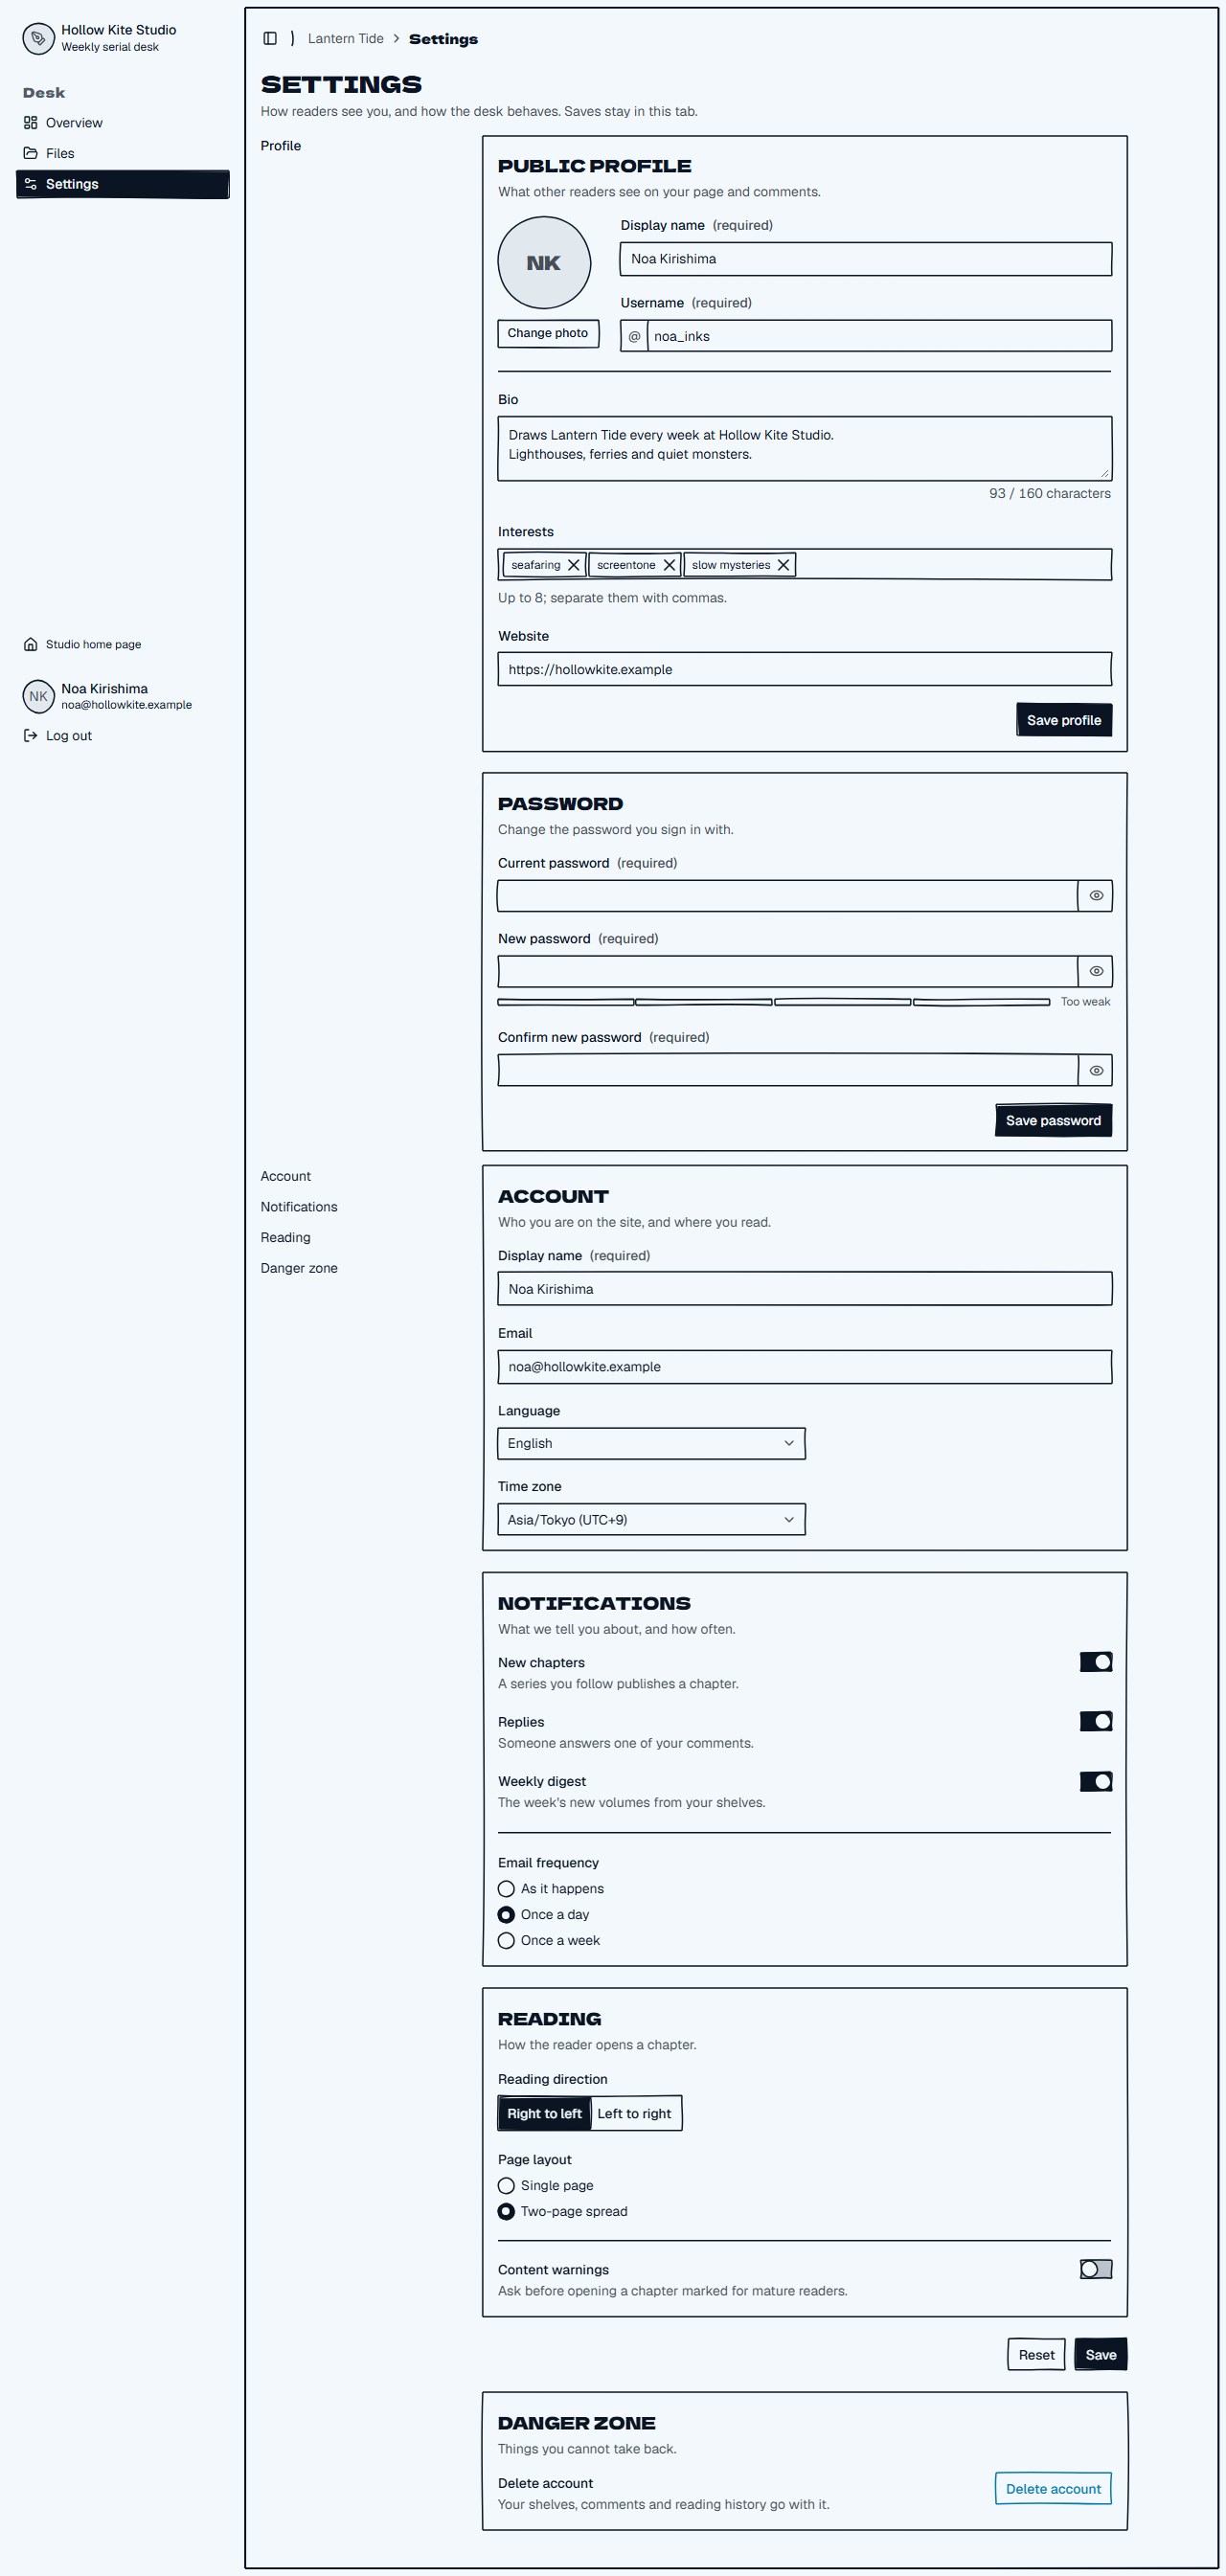 Hollow Kite Studio
Weekly serial desk
Desk
Overview
Files
Settings
Studio home page
NK
Noa Kirishima
noa@hollowkite.example
Log out
Lantern Tide > Settings
SETTINGS
How readers see you, and how the desk behaves. Saves stay in this tab.
Profile
PUBLIC PROFILE
What other readers see on your page and comments.
NK
Change photo
Display name (required)
Noa Kirishima
Username (required)
@ noa_inks
Bio
Draws Lantern Tide every week at Hollow Kite Studio.
Lighthouses, ferries and quiet monsters.
93 / 160 characters
Interests
seafaring screentone slow mysteries
Up to 8; separate them with commas.
Website
https://hollowkite.example
Save profile
PASSWORD
Change the password you sign in with.
Current password (required)
New password (required)
Too weak
Confirm new password (required)
Save password
Account
Notifications
Reading
Danger zone
ACCOUNT
Who you are on the site, and where you read.
Display name (required)
Noa Kirishima
Email
noa@hollowkite.example
Language
English
Time zone
Asia/Tokyo (UTC+9)
NOTIFICATIONS
What we tell you about, and how often.
New chapters
A series you follow publishes a chapter.
Replies
Someone answers one of your comments.
Weekly digest
The week's new volumes from your shelves.
Email frequency
As it happens
Once a day
Once a week
READING
How the reader opens a chapter.
Reading direction
Right to left Left to right
Page layout
Single page
Two-page spread
Content warnings
Ask before opening a chapter marked for mature readers.
Reset Save
DANGER ZONE
Things you cannot take back.
Delete account
Your shelves, comments and reading history go with it.
Delete account